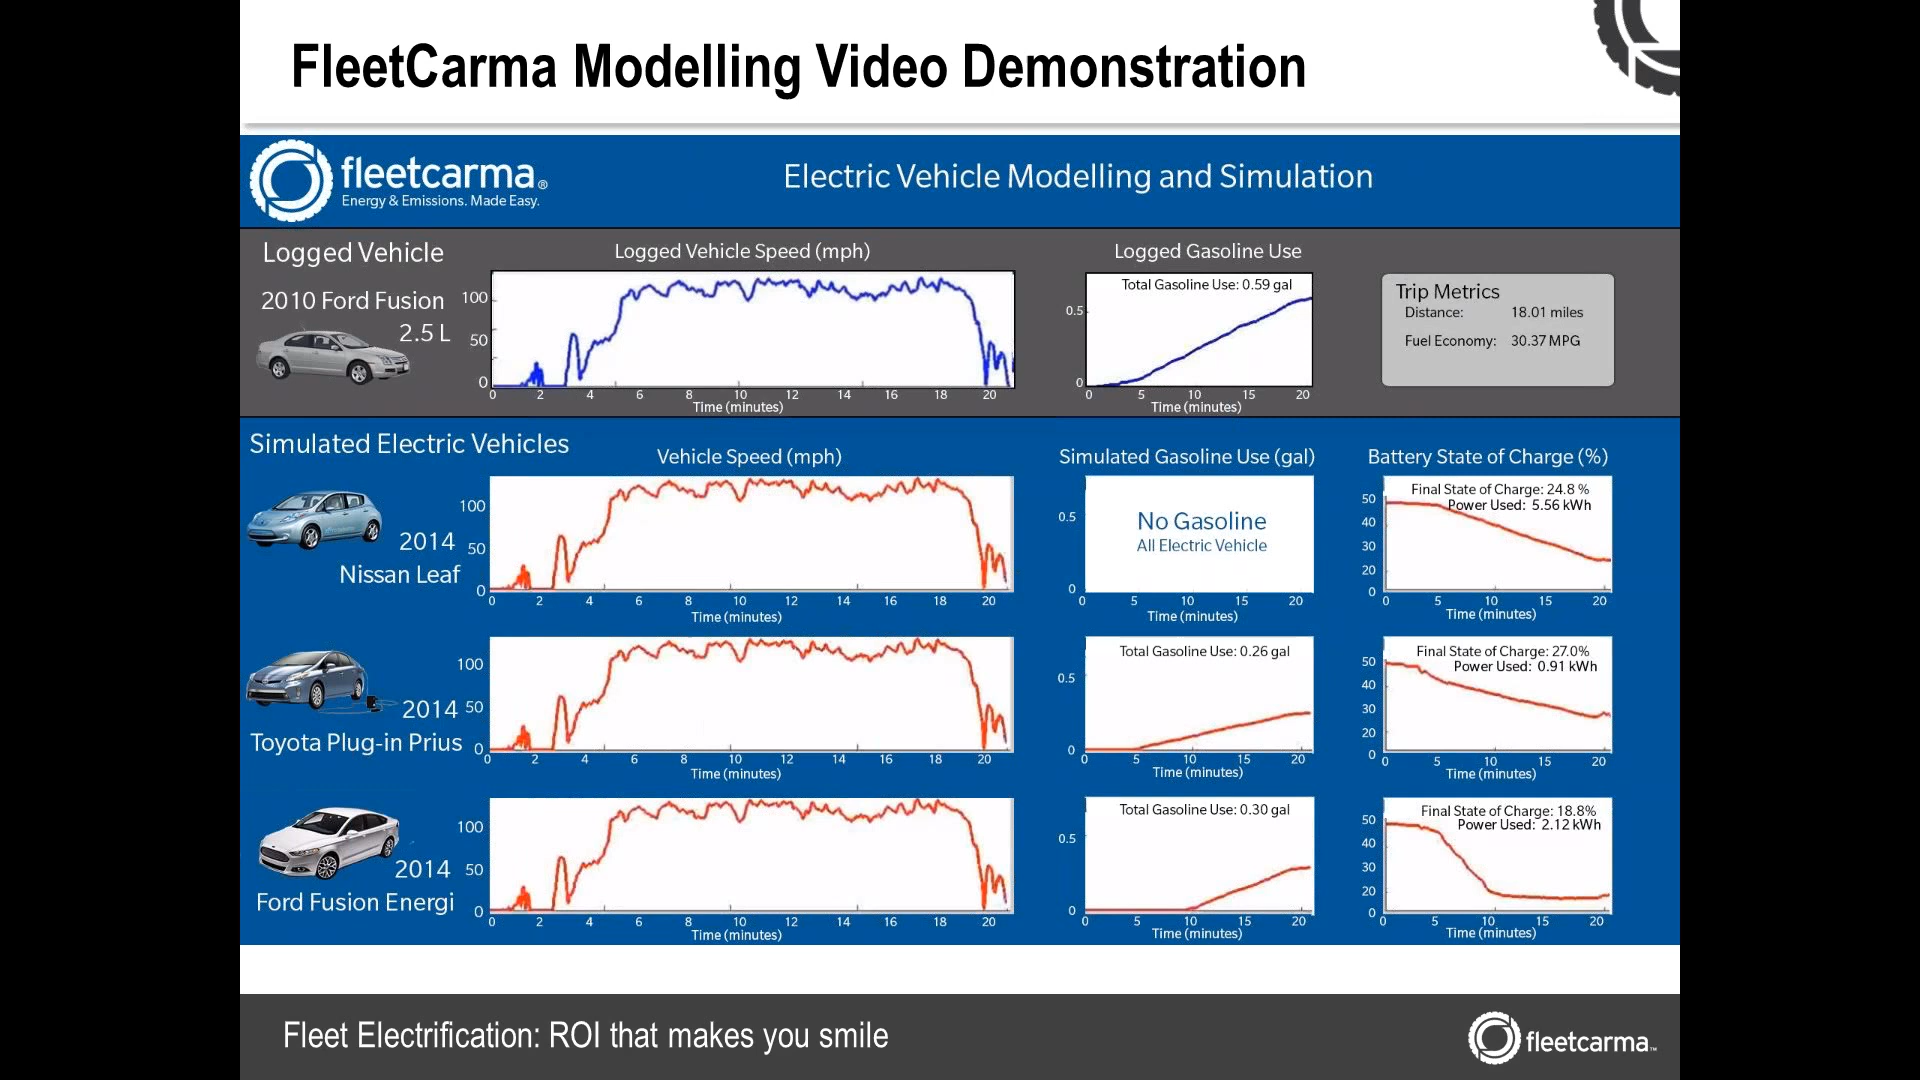 FleetCarma Modelling Video Demonstration
fleetcarma®
Energy & Emissions. Made Easy.
Electric Vehicle Modelling and Simulation
Logged Vehicle
2010 Ford Fusion
2.5 L
Logged Vehicle Speed (mph)
100
50
0
0 2 4 6 8 10 12 14 16 18 20
Time (minutes)
Logged Gasoline Use
Total Gasoline Use: 0.59 gal
0.5
0
0 5 10 15 20
Time (minutes)
Trip Metrics
Distance: 18.01 miles
Fuel Economy: 30.37 MPG
Simulated Electric Vehicles
Vehicle Speed (mph)
Simulated Gasoline Use (gal)
Battery State of Charge (%)
2014
Nissan Leaf
100
50
0
0 2 4 6 8 10 12 14 16 18 20
Time (minutes)
0.5
No Gasoline
All Electric Vehicle
0
0 5 10 15 20
Time (minutes)
Final State of Charge: 24.8 %
Power Used: 5.56 kWh
50
40
30
20
0
0 5 10 15 20
Time (minutes)
2014
Toyota Plug-in Prius
100
50
0
0 2 4 6 8 10 12 14 16 18 20
Time (minutes)
Total Gasoline Use: 0.26 gal
0.5
0
0 5 10 15 20
Time (minutes)
Final State of Charge: 27.0%
Power Used: 0.91 kWh
50
40
30
20
0
0 5 10 15 20
Time (minutes)
2014
Ford Fusion Energi
100
50
0
0 2 4 6 8 10 12 14 16 18 20
Time (minutes)
Total Gasoline Use: 0.30 gal
0.5
0
0 5 10 15 20
Time (minutes)
Final State of Charge: 18.8%
Power Used: 2.12 kWh
50
40
30
20
0
0 5 10 15 20
Time (minutes)
Fleet Electrification: ROI that makes you smile
fleetcarma™